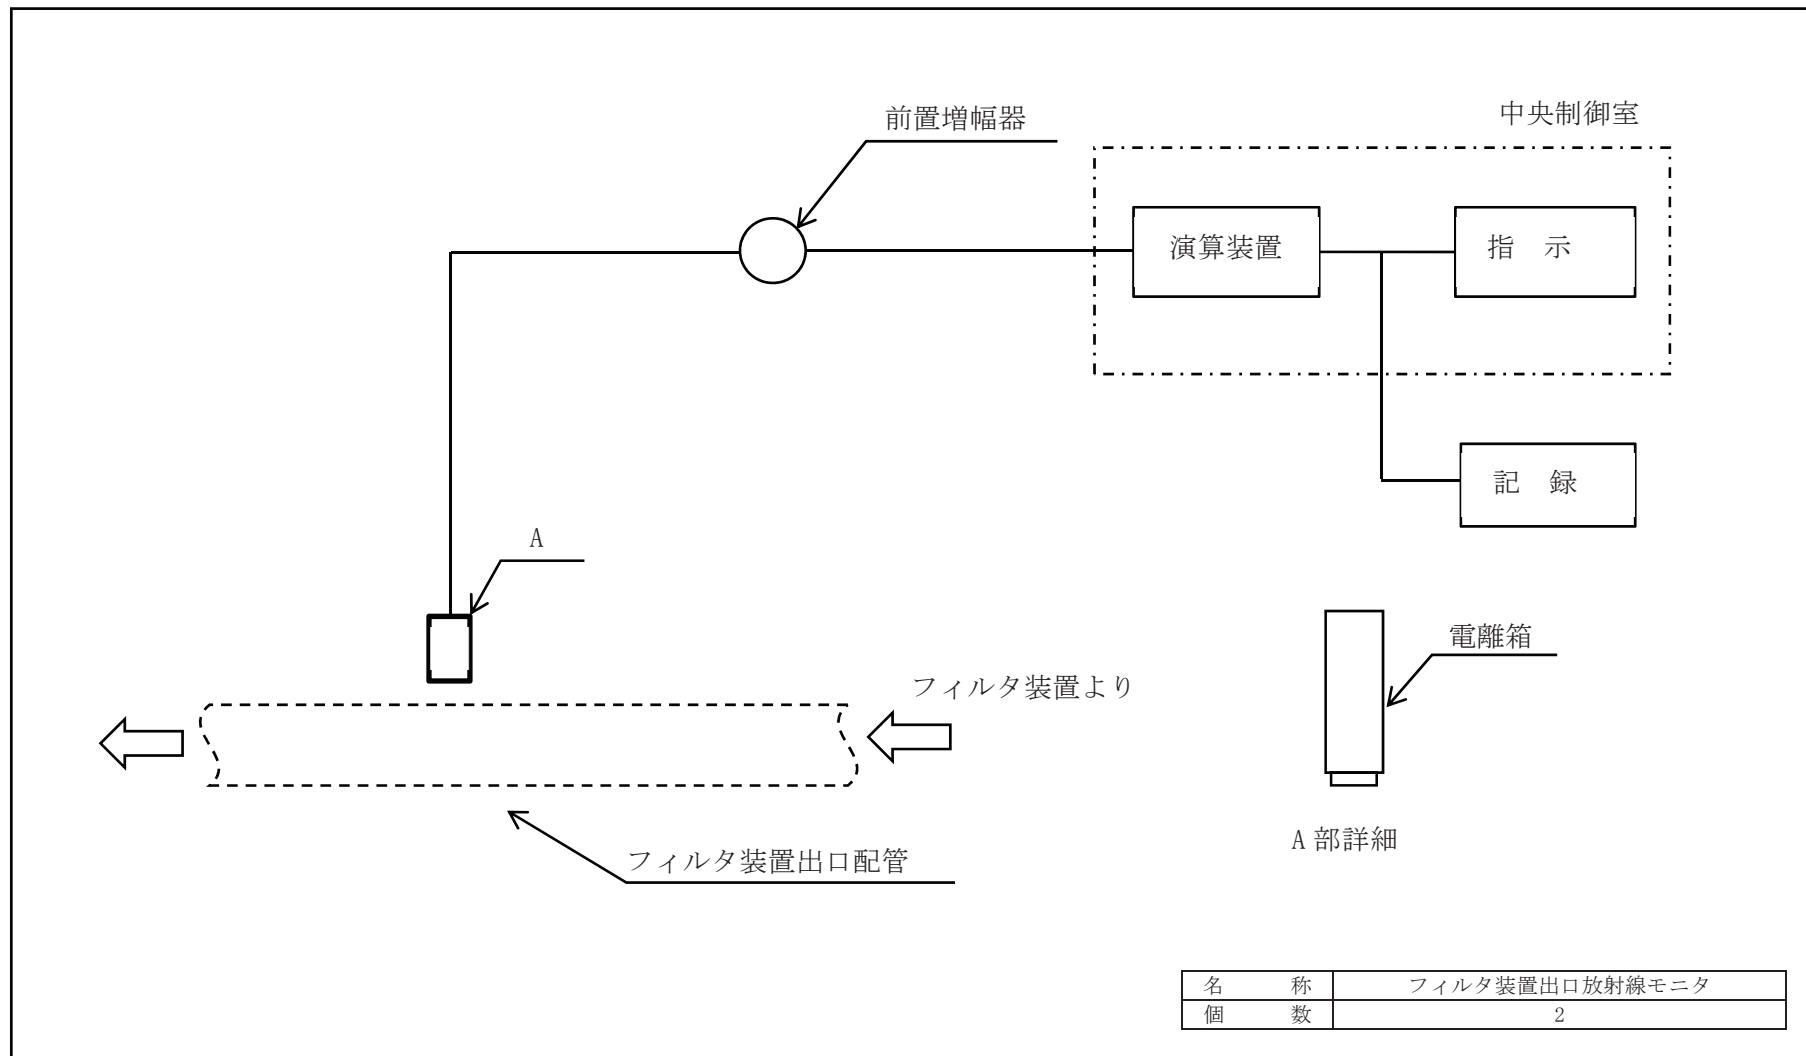 前置増幅器
中央制御室
演算装置
指　示
記　録
A
電離箱
フィルタ装置より
フィルタ装置出口配管
A 部詳細
名　　称　フィルタ装置出口放射線モニタ
個　　数　2